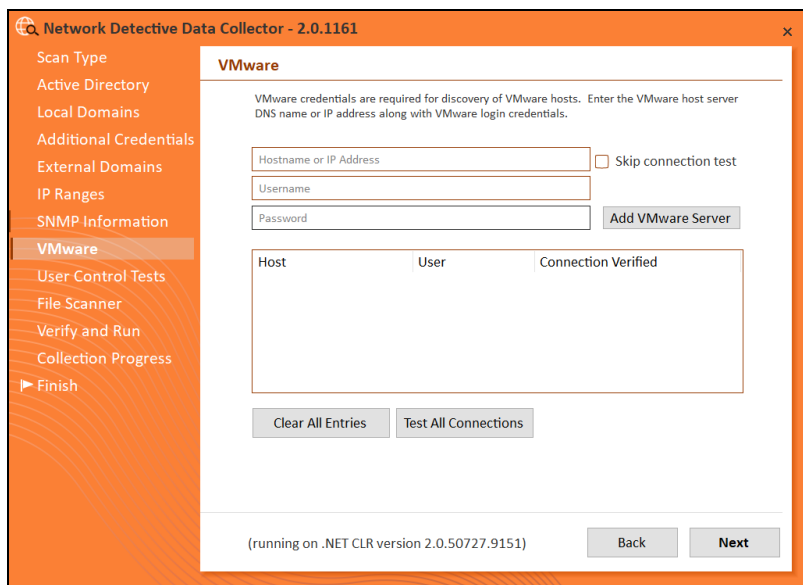 Network Detective Data Collector - 2.0.1161
×
Scan Type
Active Directory
Local Domains
Additional Credentials
External Domains
IP Ranges
SNMP Information
VMware
User Control Tests
File Scanner
Verify and Run
Collection Progress
Finish
VMware
VMware credentials are required for discovery of VMware hosts. Enter the VMware host server
DNS name or IP address along with VMware login credentials.
Hostname or IP Address
Skip connection test
Username
Password
Add VMware Server
Host User Connection Verified
Clear All Entries Test All Connections
(running on .NET CLR version 2.0.50727.9151)
Back Next